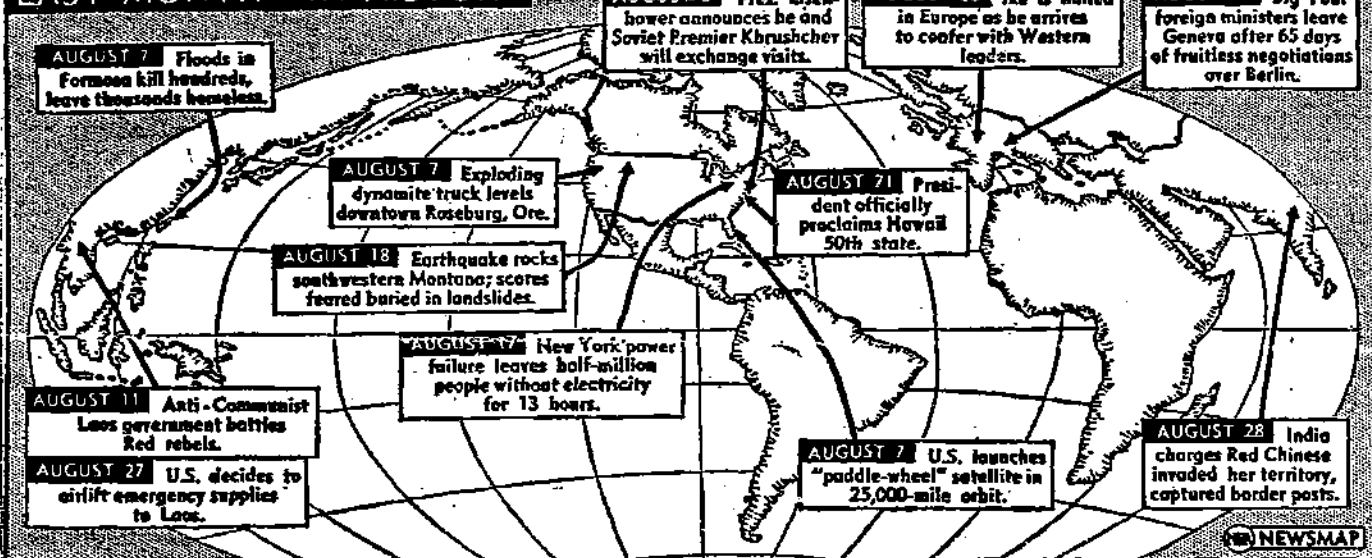 AUGUST 7 Floods in
Formosa kill hundreds,
leave thousands homeless.
hower announces he and
Soviet Premier Khrushchev
will exchange visits.
in Europe as he arrives
to confer with Western
leaders.
foreign ministers leave
Geneva after 65 days
of fruitless negotiations
over Berlin.
AUGUST 7 Exploding
dynamite truck levels
downtown Roseburg, Ore.
AUGUST 21 Presi-
dent officially
proclaims Hawaii
50th state.
AUGUST 18 Earthquake rocks
southwestern Montana; scores
feared buried in landslides.
AUGUST 17 New York power
failure leaves half-million
people without electricity
for 13 hours.
AUGUST 11 Anti-Communist
Laos government battles
Red rebels.
AUGUST 27 U.S. decides to
airlift emergency supplies
to Laos.
AUGUST 7 U.S. launches
"paddle-wheel" satellite in
25,000-mile orbit.
AUGUST 28 India
charges Red Chinese
invaded her territory,
captured border posts.
NEWSMAP